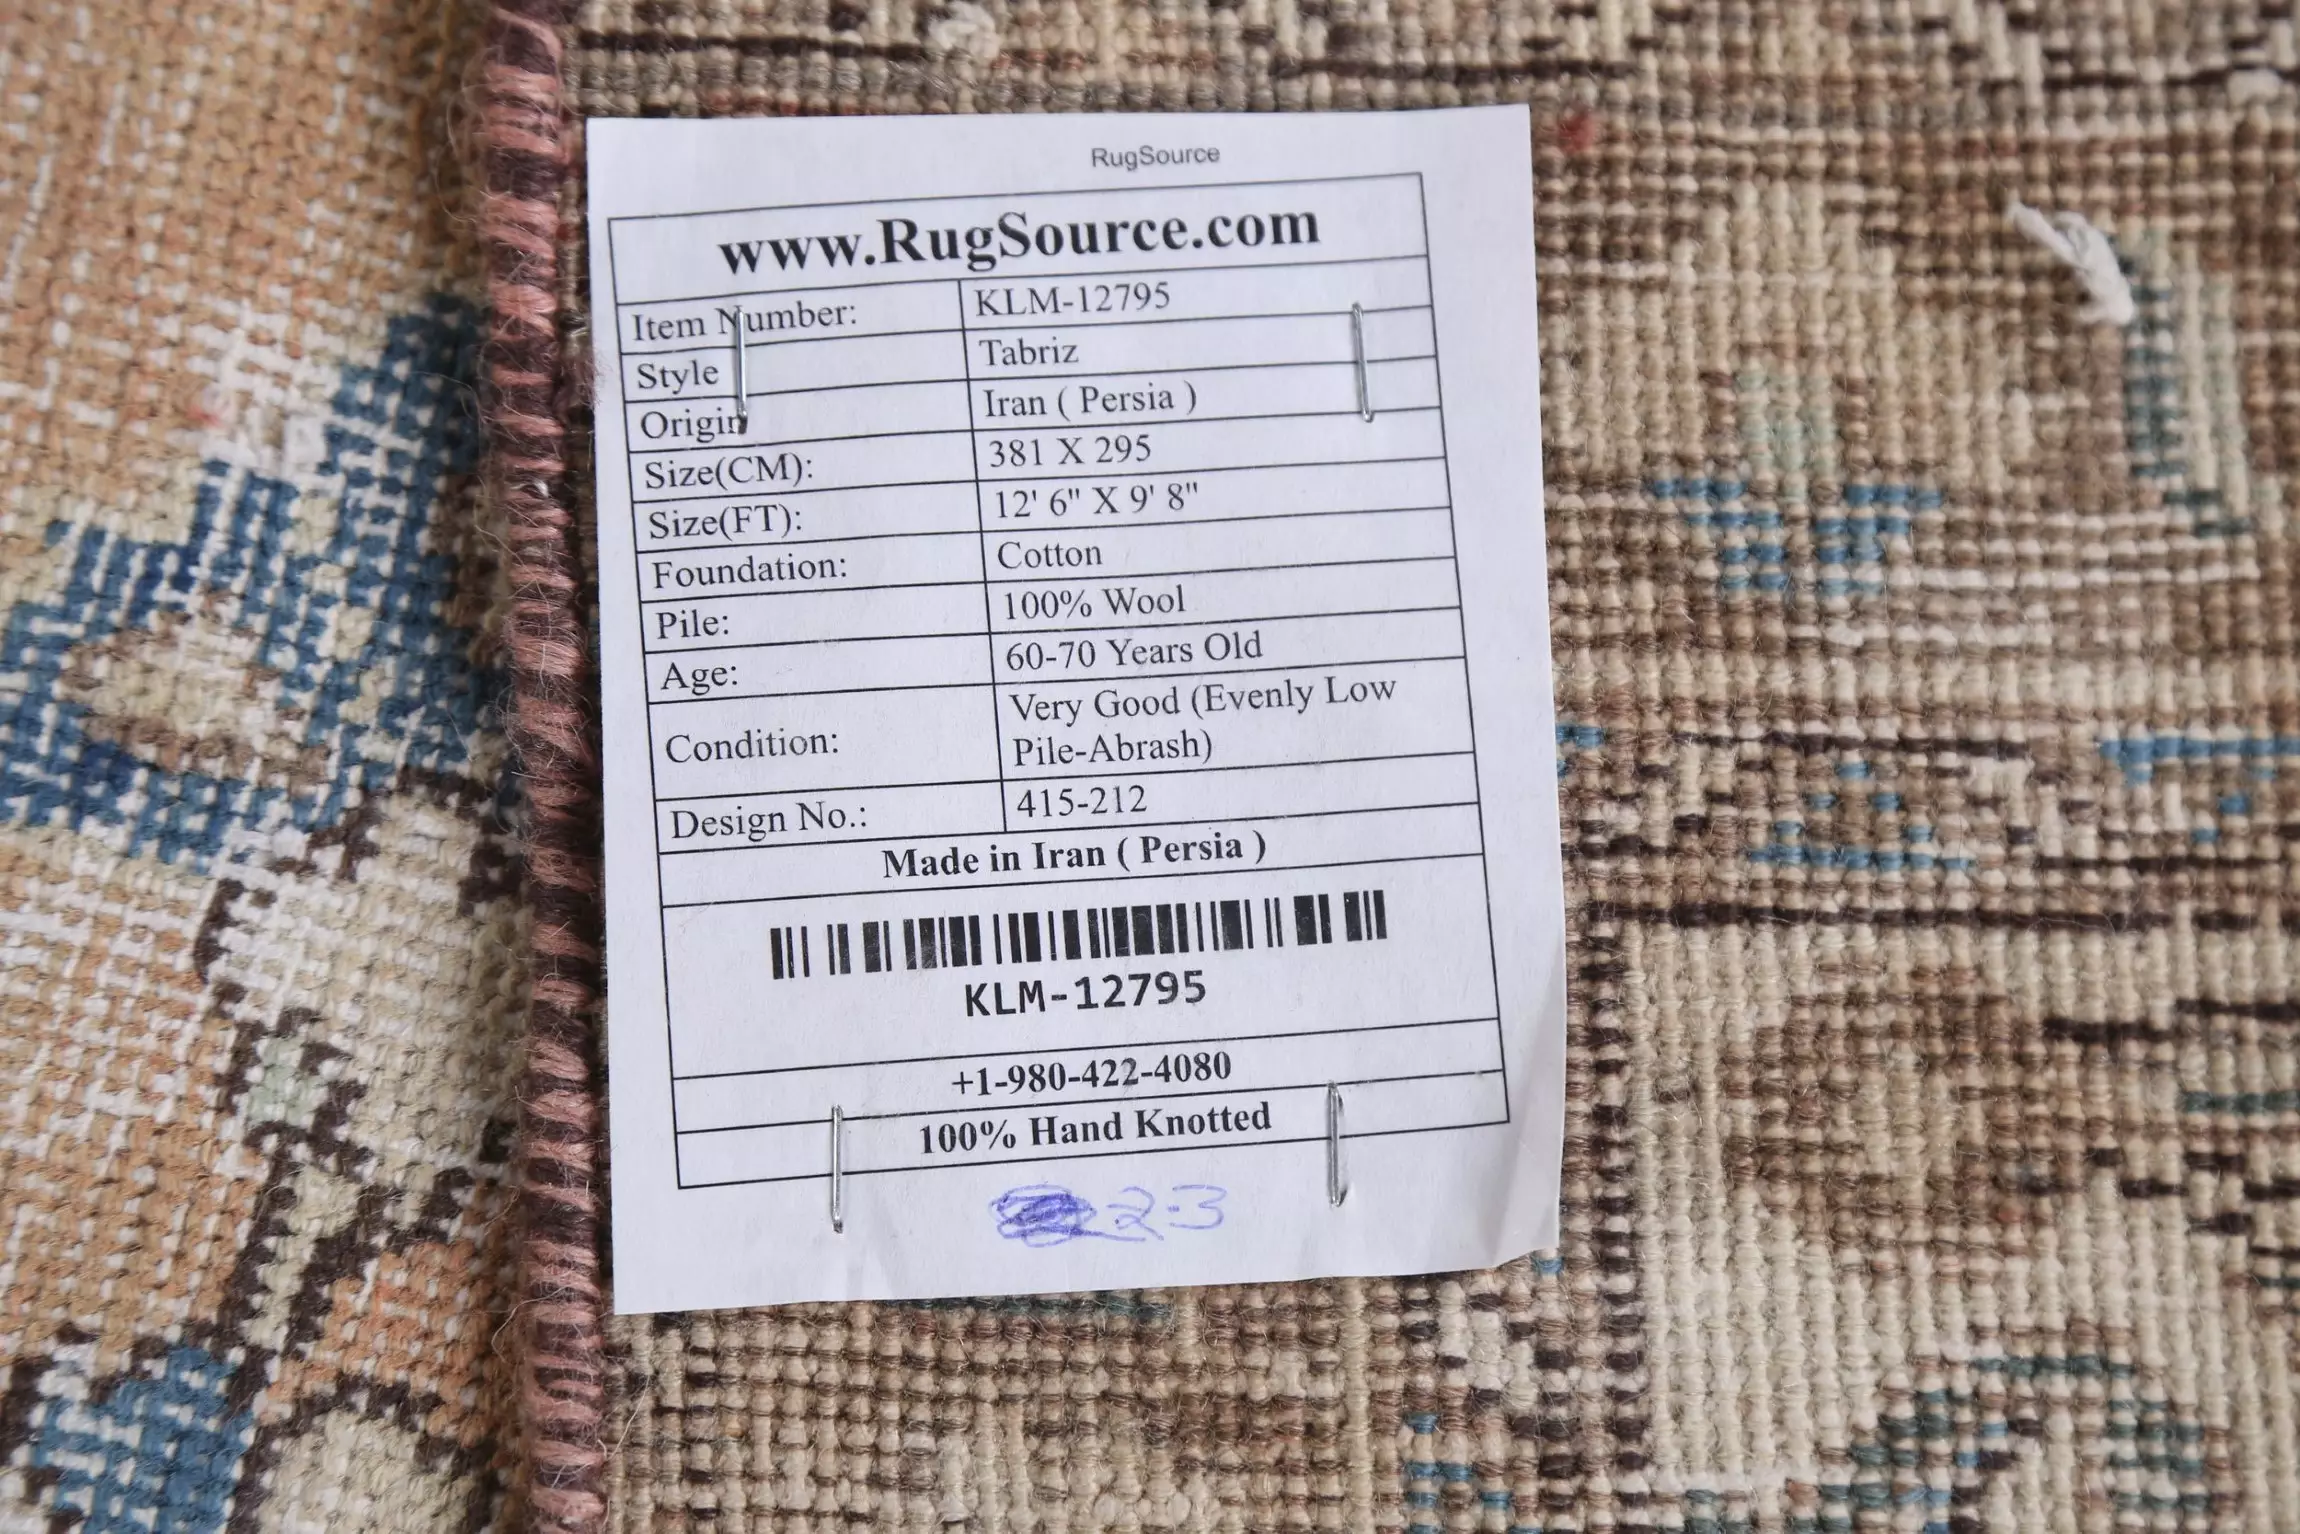 RugSource
www.RugSource.com
Item Number: KLM-12795
Style Tabriz
Origin Iran ( Persia )
Size(CM): 381 X 295
Size(FT): 12' 6" X 9' 8"
Foundation: Cotton
Pile: 100% Wool
Age: 60-70 Years Old
Condition: Very Good (Evenly Low
Pile-Abrash)
Design No.: 415-212
Made in Iran ( Persia )
KLM-12795
+1-980-422-4080
100% Hand Knotted
22-3